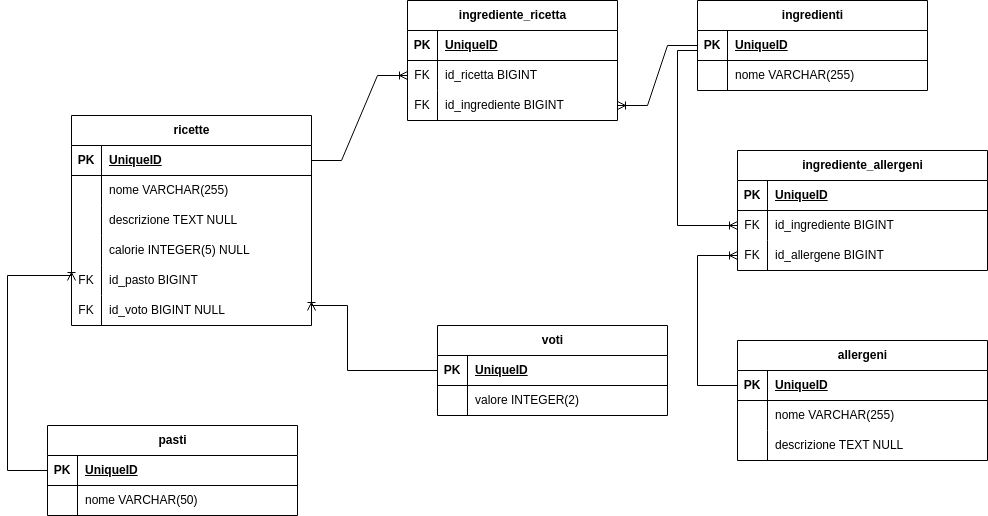 ingrediente_ricetta
PK UniqueID
FK id_ricetta BIGINT
FK id_ingrediente BIGINT
ingredienti
PK UniqueID
nome VARCHAR(255)
ricette
PK UniqueID
nome VARCHAR(255)
descrizione TEXT NULL
calorie INTEGER(5) NULL
FK id_pasto BIGINT
FK id_voto BIGINT NULL
ingrediente_allergeni
PK UniqueID
FK id_ingrediente BIGINT
FK id_allergene BIGINT
voti
PK UniqueID
valore INTEGER(2)
allergeni
PK UniqueID
nome VARCHAR(255)
descrizione TEXT NULL
pasti
PK UniqueID
nome VARCHAR(50)